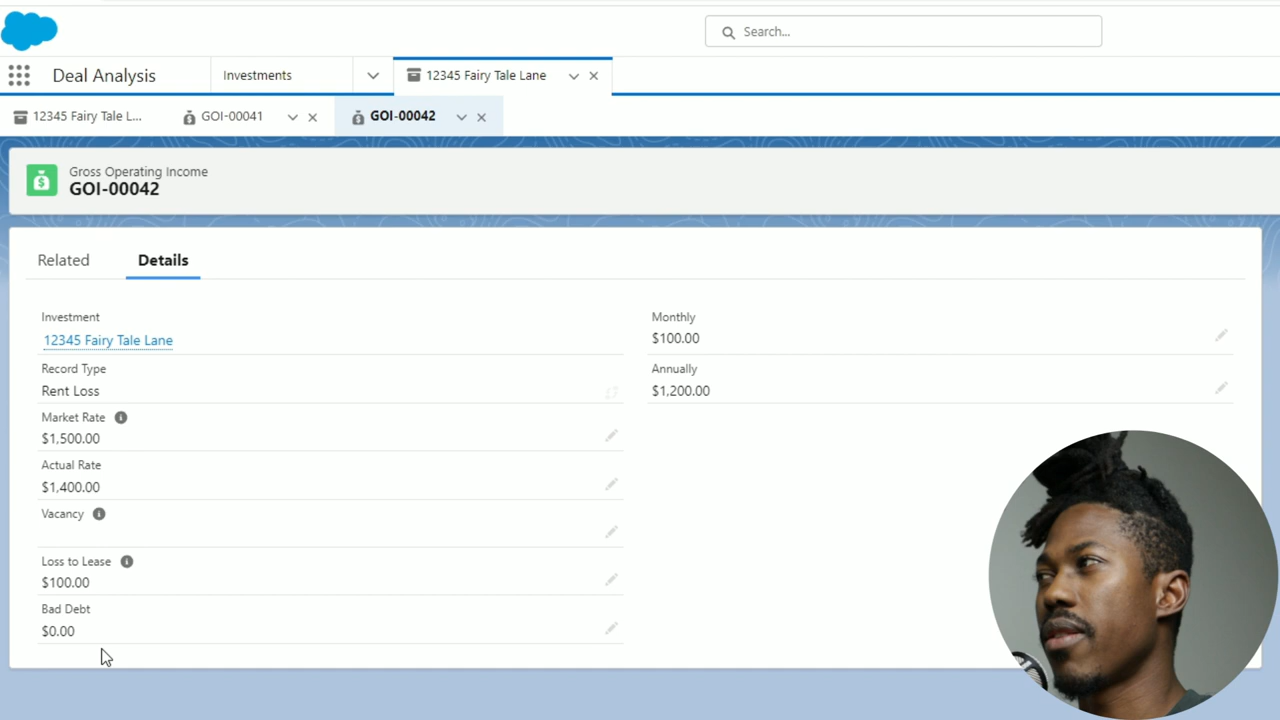 Search...
Deal Analysis
Investments
12345 Fairy Tale Lane
12345 Fairy Tale L...
GOI-00041
GOI-00042
Gross Operating Income
GOI-00042
Related
Details
Investment
12345 Fairy Tale Lane
Record Type
Rent Loss
Market Rate
$1,500.00
Actual Rate
$1,400.00
Vacancy
Loss to Lease
$100.00
Bad Debt
$0.00
Monthly
$100.00
Annually
$1,200.00